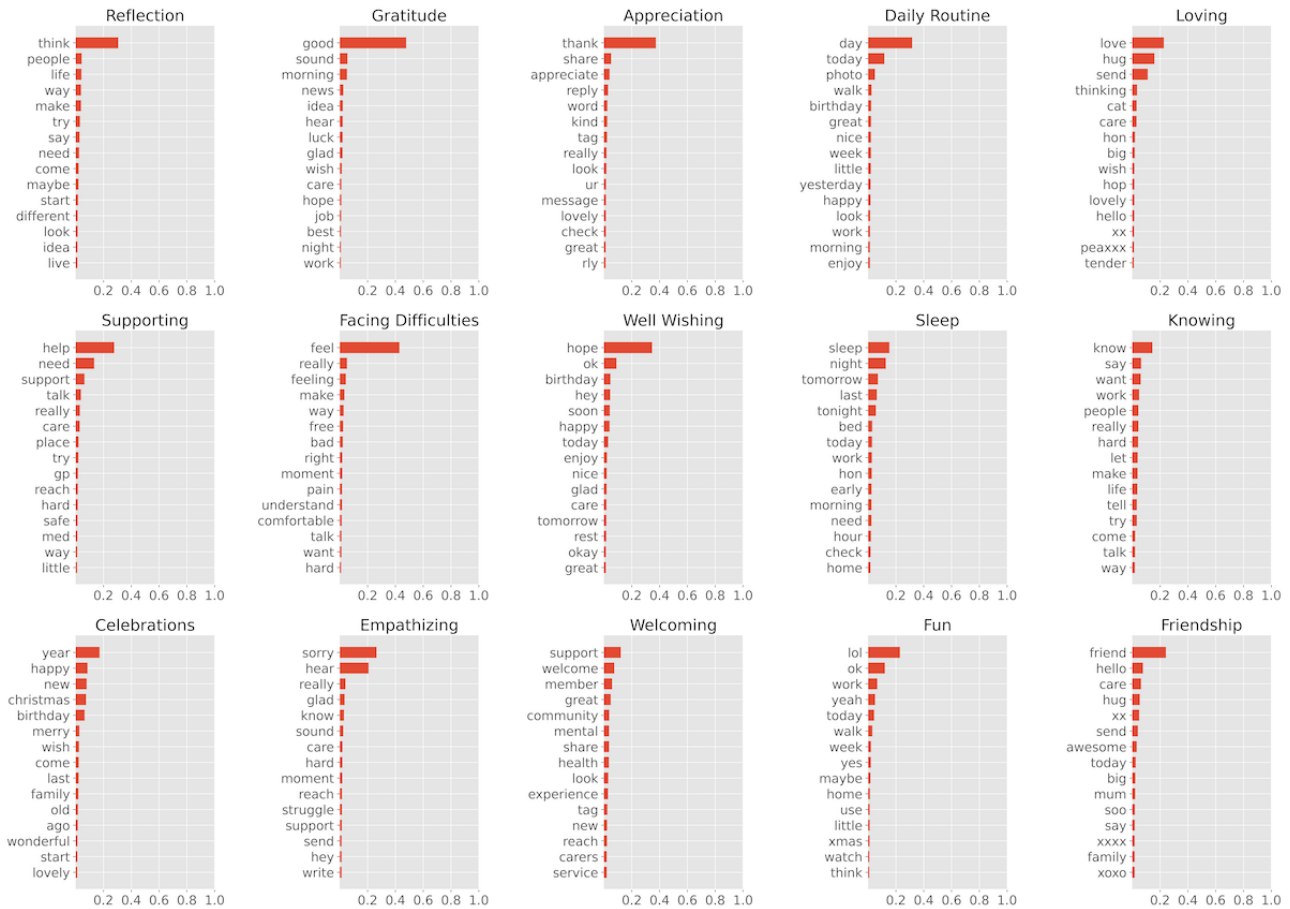 Reflection
think
people
life
way
make
try
say
need
come
maybe
start
different
look
idea
live
0.2 0.4 0.6 0.8 1.0
Gratitude
good
sound
morning
news
idea
hear
luck
glad
wish
care
hope
job
best
night
work
0.2 0.4 0.6 0.8 1.0
Appreciation
thank
share
appreciate
reply
word
kind
tag
really
look
ur
message
lovely
check
great
rly
0.2 0.4 0.6 0.8 1.0
Daily Routine
day
today
photo
walk
birthday
great
nice
week
little
yesterday
happy
look
work
morning
enjoy
0.2 0.4 0.6 0.8 1.0
Loving
love
hug
send
thinking
cat
care
hon
big
wish
hop
lovely
hello
xx
peaxxx
tender
0.2 0.4 0.6 0.8 1.0
Supporting
help
need
support
talk
really
care
place
try
gp
reach
hard
safe
med
way
little
0.2 0.4 0.6 0.8 1.0
Facing Difficulties
feel
really
feeling
make
way
free
bad
right
moment
pain
understand
comfortable
talk
want
hard
0.2 0.4 0.6 0.8 1.0
Well Wishing
hope
ok
birthday
hey
soon
happy
today
enjoy
nice
glad
care
tomorrow
rest
okay
great
0.2 0.4 0.6 0.8 1.0
Sleep
sleep
night
tomorrow
last
tonight
bed
today
work
hon
early
morning
need
hour
check
home
0.2 0.4 0.6 0.8 1.0
Knowing
know
say
want
work
people
really
hard
let
make
life
tell
try
come
talk
way
0.2 0.4 0.6 0.8 1.0
Celebrations
year
happy
new
christmas
birthday
merry
wish
come
last
family
old
ago
wonderful
start
lovely
0.2 0.4 0.6 0.8 1.0
Empathizing
sorry
hear
really
glad
know
sound
care
hard
moment
reach
struggle
support
send
hey
write
0.2 0.4 0.6 0.8 1.0
Welcoming
support
welcome
member
great
community
mental
share
health
look
experience
tag
new
reach
carers
service
0.2 0.4 0.6 0.8 1.0
Fun
lol
ok
work
yeah
today
walk
week
yes
maybe
home
use
little
xmas
watch
think
0.2 0.4 0.6 0.8 1.0
Friendship
friend
hello
care
hug
xx
send
awesome
today
big
mum
soo
say
xxxx
family
xoxo
0.2 0.4 0.6 0.8 1.0